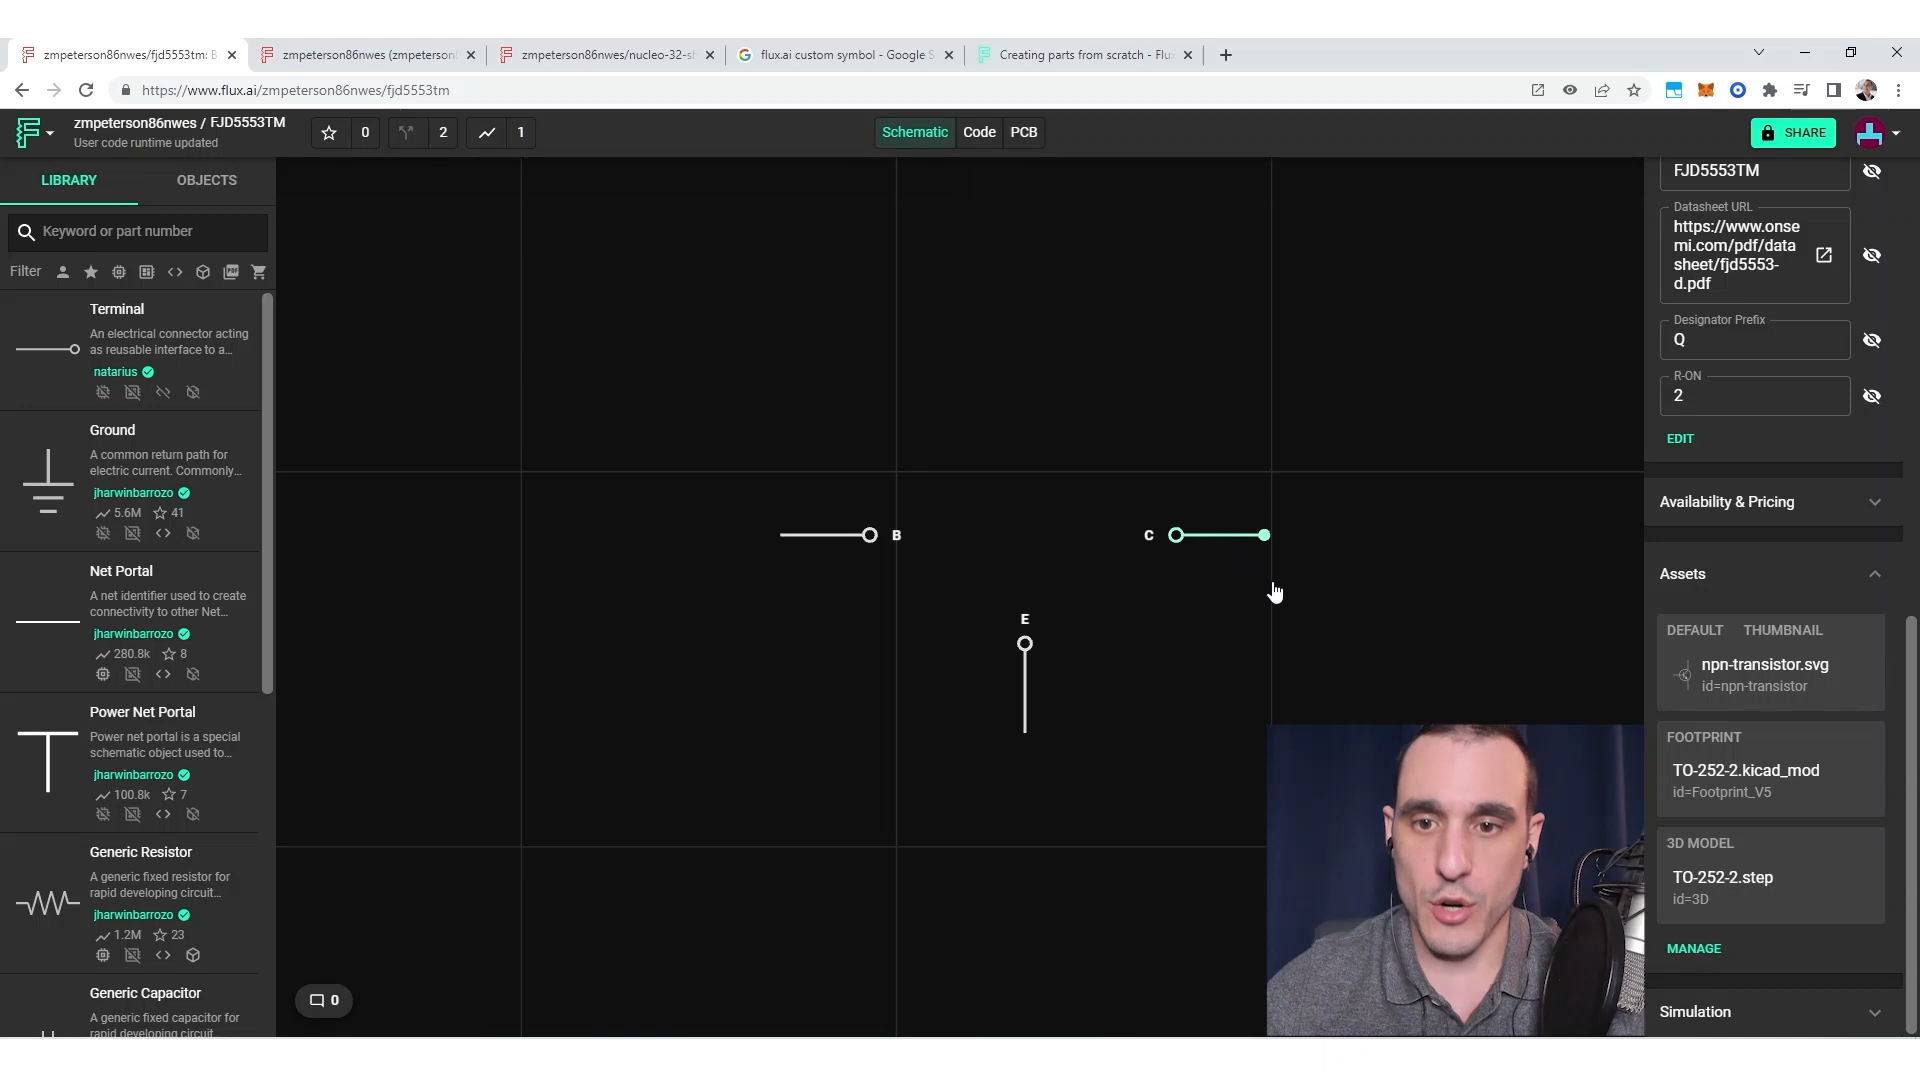 zmpeterson86nwes/fjd5553tm: B
zmpeterson86nwes (zmpeterson
zmpeterson86nwes/nucleo-32-sh
flux.ai custom symbol - Google S
Creating parts from scratch - Flux
https://www.flux.ai/zmpeterson86nwes/fjd5553tm
zmpeterson86nwes / FJD5553TM
User code runtime updated
0
2
1
Schematic
Code
PCB
SHARE
LIBRARY
OBJECTS
Keyword or part number
Filter
Terminal
An electrical connector acting
as reusable interface to a...
natarius
Ground
A common return path for
electric current. Commonly...
jharwinbarrozo
5.6M
41
Net Portal
A net identifier used to create
connectivity to other Net...
jharwinbarrozo
280.8k
8
Power Net Portal
Power net portal is a special
schematic object used to...
jharwinbarrozo
100.8k
7
Generic Resistor
A generic fixed resistor for
rapid developing circuit...
jharwinbarrozo
1.2M
23
Generic Capacitor
A generic fixed capacitor for
rapid developing circuit
B
C
E
0
FJD5553TM
Datasheet URL
https://www.onse
mi.com/pdf/data
sheet/fjd5553-
d.pdf
Designator Prefix
Q
R-ON
2
EDIT
Availability & Pricing
Assets
DEFAULT
THUMBNAIL
npn-transistor.svg
id=npn-transistor
FOOTPRINT
TO-252-2.kicad_mod
id=Footprint_V5
3D MODEL
TO-252-2.step
id=3D
MANAGE
Simulation